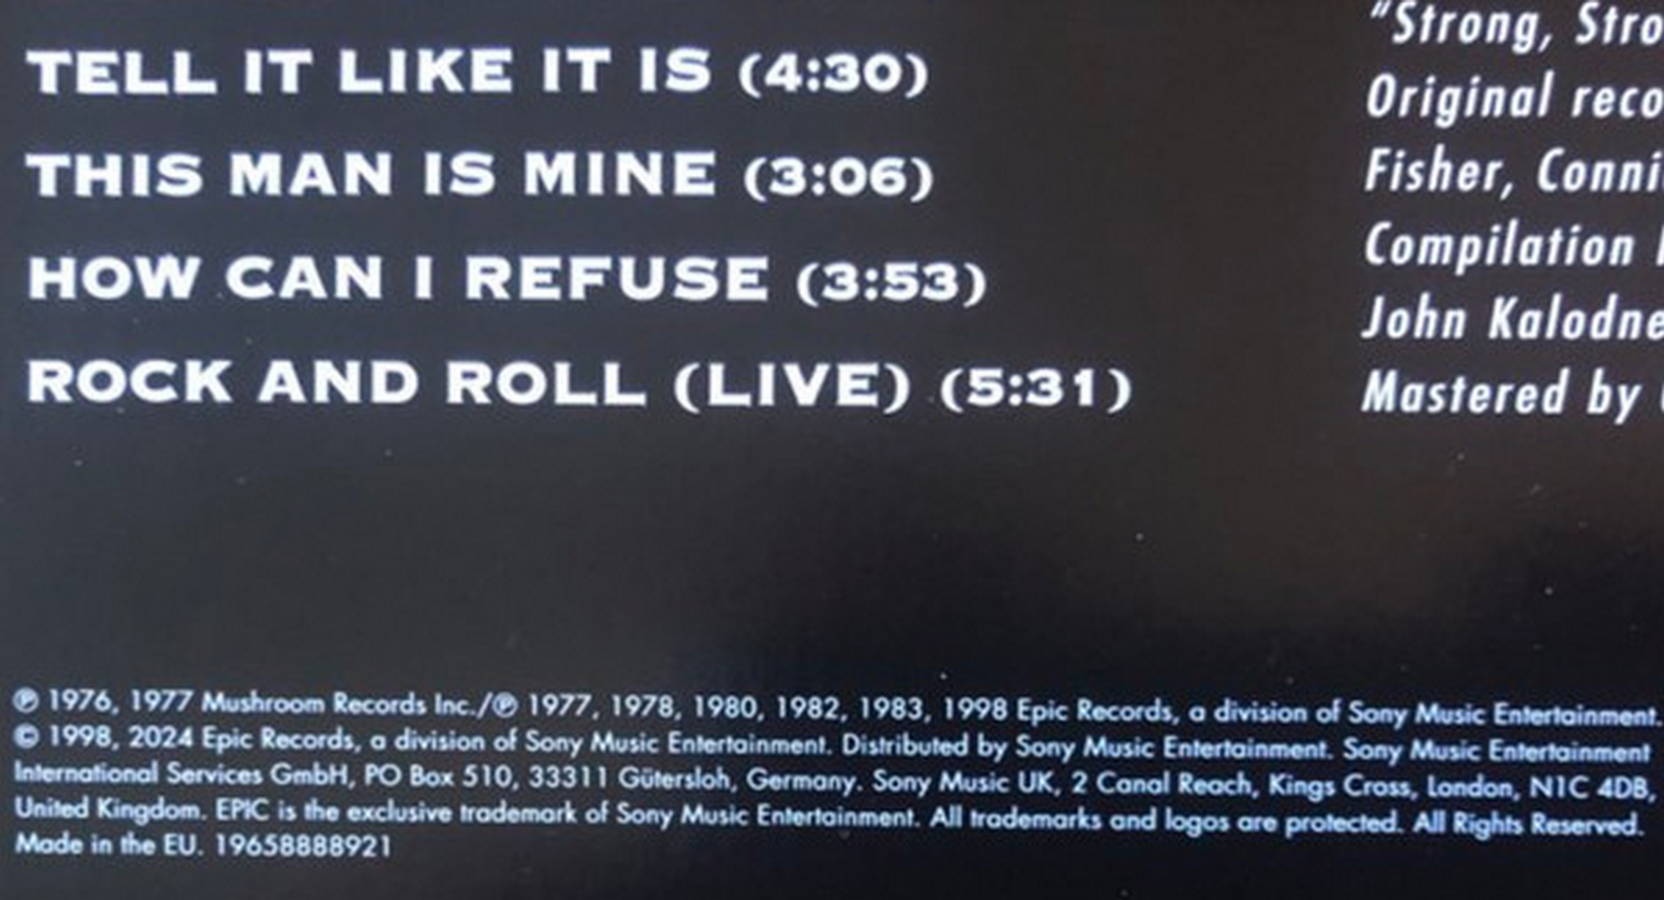 TELL IT LIKE IT IS (4:30)
THIS MAN IS MINE (3:06)
HOW CAN I REFUSE (3:53)
ROCK AND ROLL (LIVE) (5:31)
"Strong, Stro
Original reco
Fisher, Conni
Compilation
John Kalodne
Mastered by
℗ 1976, 1977 Mushroom Records Inc./℗ 1977, 1978, 1980, 1982, 1983, 1998 Epic Records, a division of Sony Music Entertainment.
© 1998, 2024 Epic Records, a division of Sony Music Entertainment. Distributed by Sony Music Entertainment. Sony Music Entertainment
International Services GmbH, PO Box 510, 33311 Gütersloh, Germany. Sony Music UK, 2 Canal Reach, Kings Cross, London, N1C 4DB,
United Kingdom. EPIC is the exclusive trademark of Sony Music Entertainment. All trademarks and logos are protected. All Rights Reserved.
Made in the EU. 19658888921